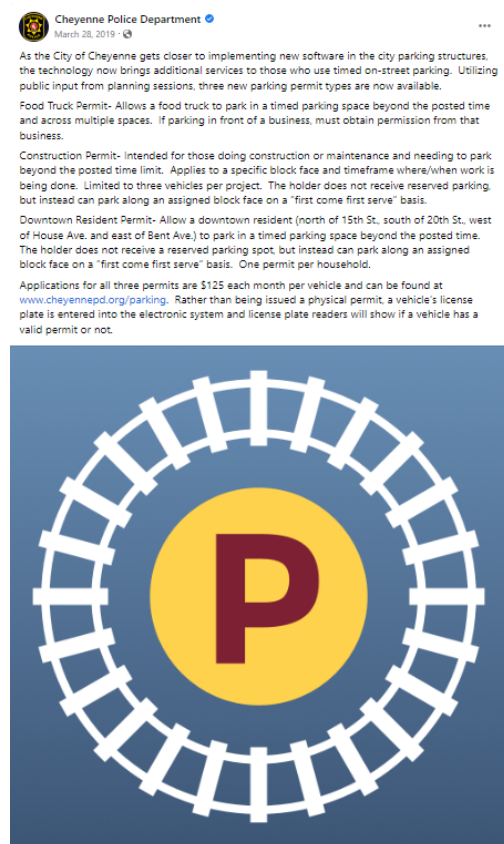 Cheyenne Police Department
March 28, 2019 ·
As the City of Cheyenne gets closer to implementing new software in the city parking structures,
the technology now brings additional services to those who use timed on-street parking. Utilizing
public input from planning sessions, three new parking permit types are now available.
Food Truck Permit- Allows a food truck to park in a timed parking space beyond the posted time
and across multiple spaces. If parking in front of a business, must obtain permission from that
business.
Construction Permit- Intended for those doing construction or maintenance and needing to park
beyond the posted time limit. Applies to a specific block face and timeframe where/when work is
being done. Limited to three vehicles per project. The holder does not receive reserved parking,
but instead can park along an assigned block face on a "first come first serve" basis.
Downtown Resident Permit- Allow a downtown resident (north of 15th St., south of 20th St., west
of House Ave. and east of Bent Ave.) to park in a timed parking space beyond the posted time.
The holder does not receive a reserved parking spot, but instead can park along an assigned
block face on a "first come first serve" basis. One permit per household.
Applications for all three permits are $125 each month per vehicle and can be found at
www.cheyennepd.org/parking. Rather than being issued a physical permit, a vehicle's license
plate is entered into the electronic system and license plate readers will show if a vehicle has a
valid permit or not.
P